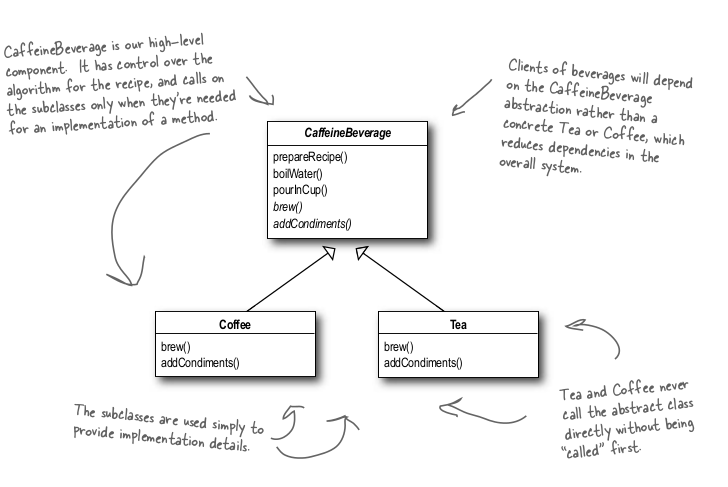 CaffeineBeverage is our high-level
component. It has control over the
algorithm for the recipe, and calls on
the subclasses only when they're needed
for an implementation of a method.
Clients of beverages will depend
on the CaffeineBeverage
abstraction rather than a
concrete Tea or Coffee, which
reduces dependencies in the
overall system.
CaffeineBeverage
prepareRecipe()
boilWater()
pourInCup()
brew()
addCondiments()
Coffee
brew()
addCondiments()
Tea
brew()
addCondiments()
The subclasses are used simply to
provide implementation details.
Tea and Coffee never
call the abstract class
directly without being
“called” first.